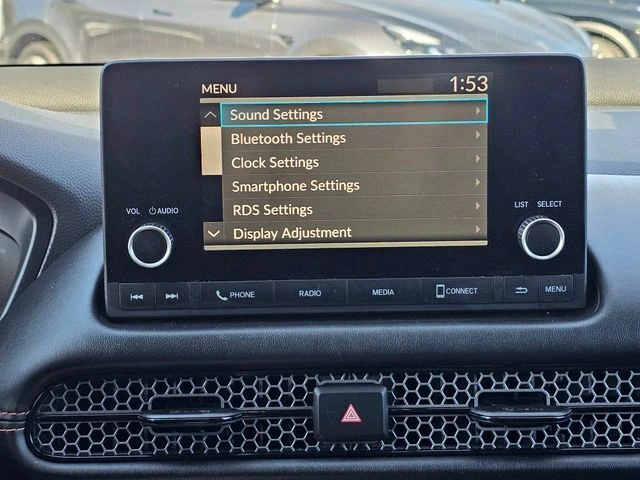 MENU 1:53
Sound Settings
Bluetooth Settings
Clock Settings
Smartphone Settings
RDS Settings
Display Adjustment
VOL AUDIO
LIST SELECT
PHONE RADIO MEDIA CONNECT MENU